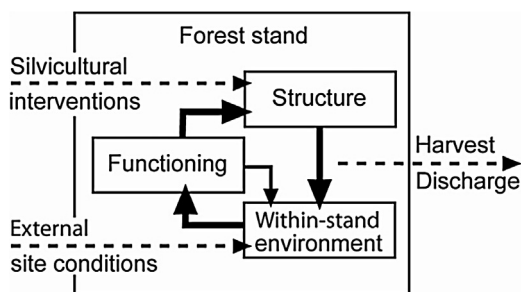 Forest stand
Silvicultural
interventions
Structure
Harvest
Discharge
Functioning
Within-stand
environment
External
site conditions